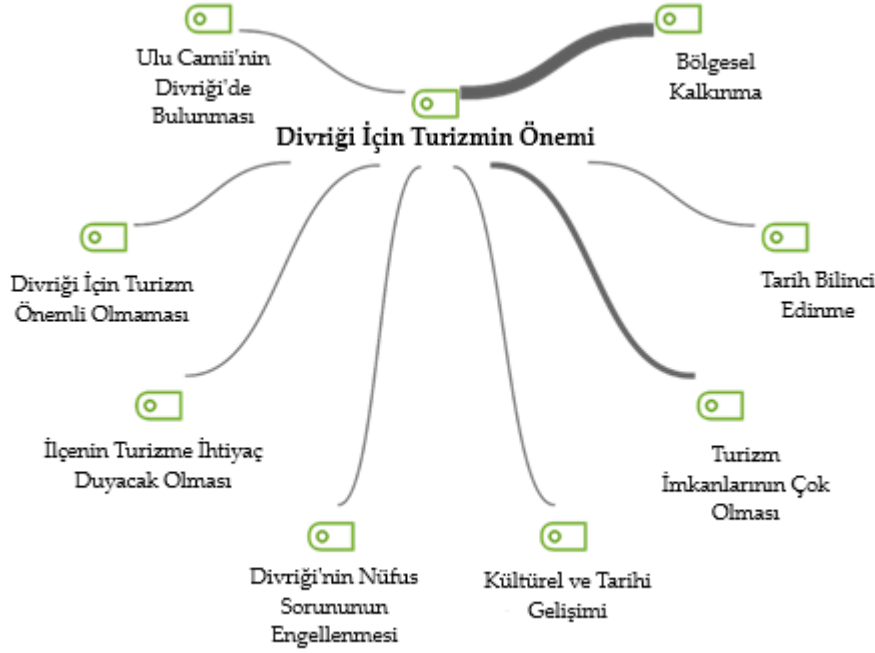 Ulu Camii'nin
Divriği'de
Bulunması
Bölgesel
Kalkınma
Divriği İçin Turizmin Önemi
Divriği İçin Turizm
Önemli Olmaması
Tarih Bilinci
Edinme
İlçenin Turizme İhtiyaç
Duyacak Olması
Turizm
İmkanlarının Çok
Olması
Divriği'nin Nüfus
Sorununun
Engellenmesi
Kültürel ve Tarihi
Gelişimi